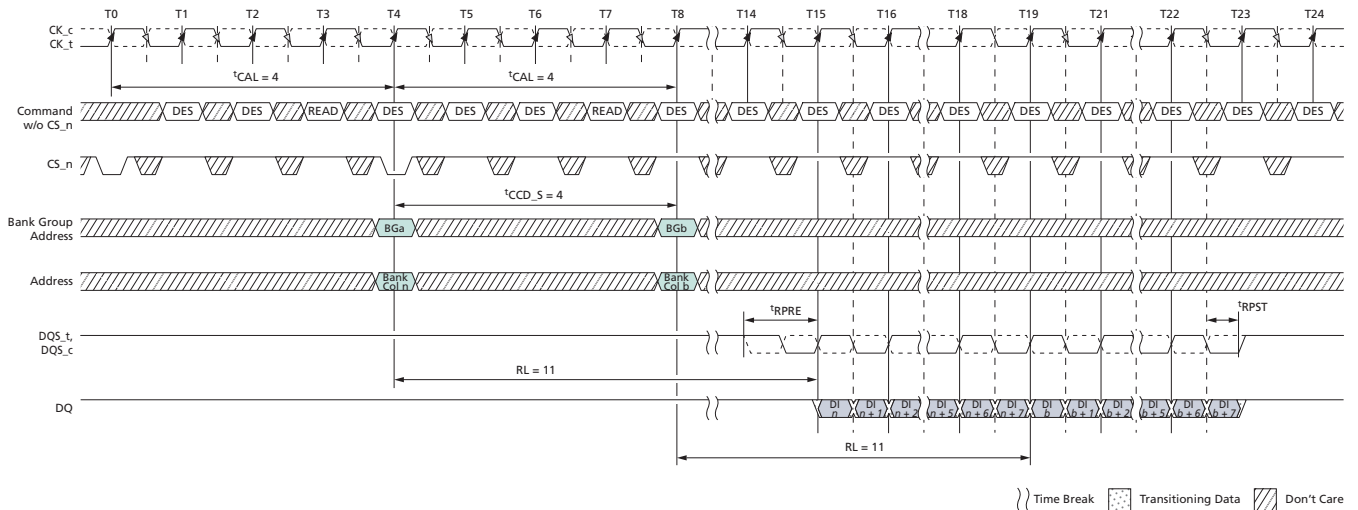 T0 T1 T2 T3 T4 T5 T6 T7 T8 T14 T15 T16 T18 T19 T21 T22 T23 T24
CK_c
CK_t
tCAL = 4 tCAL = 4
Command
w/o CS_n
DES DES READ DES DES DES READ DES DES DES DES DES DES DES DES DES DES
CS_n
tCCD_S = 4
Bank Group
Address
BGa BGb
Address
Bank
Col n
Bank
Col b
tRPRE tRPST
DQS_t,
DQS_c
RL = 11
DQ
DI
n
DI
n + 1
DI
n + 2
DI
n + 5
DI
n + 6
DI
n + 7
DI
b
DI
b + 1
DI
b + 2
DI
b + 5
DI
b + 6
DI
b + 7
RL = 11
Time Break Transitioning Data Don't Care